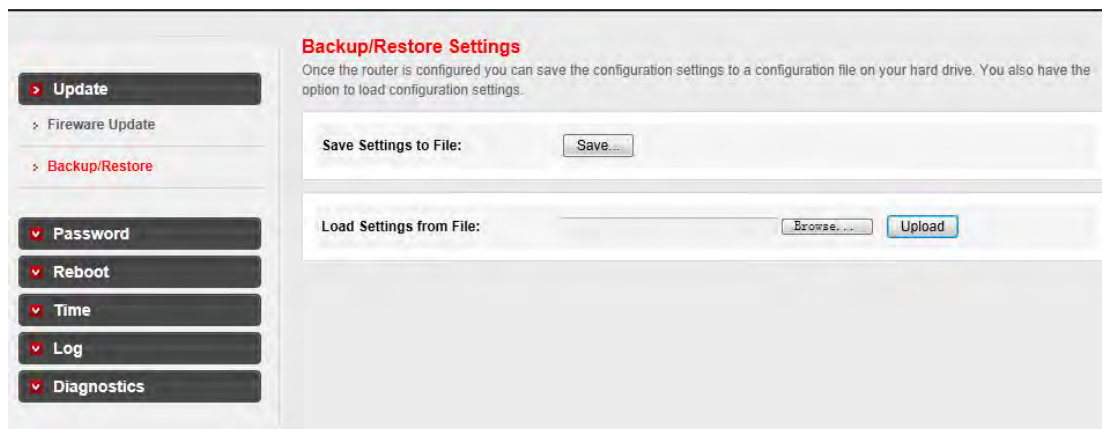 Update
Fireware Update
Backup/Restore
Password
Reboot
Time
Log
Diagnostics
Backup/Restore Settings
Once the router is configured you can save the configuration settings to a configuration file on your hard drive. You also have the
option to load configuration settings.
Save Settings to File: Save...
Load Settings from File: Browse... Upload